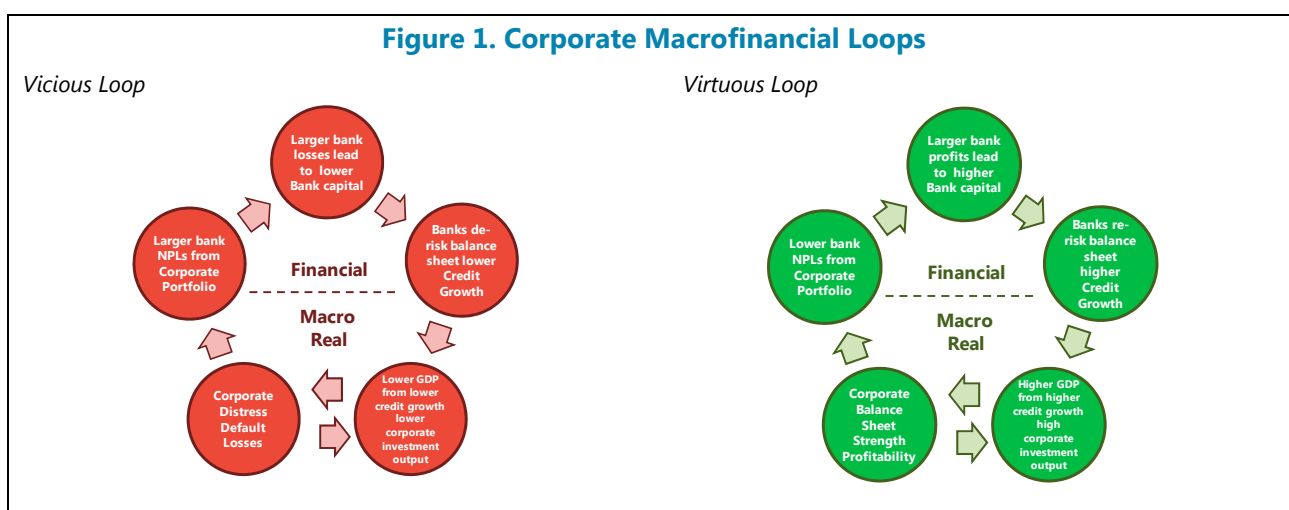 Figure 1. Corporate Macrofinancial Loops
Vicious Loop
Larger bank
losses lead
to lower
Bank capital
Banks de-
risk balance
sheet lower
Credit
Growth
Lower GDP
from lower
credit growth
lower
corporate
investment
output
Corporate
Distress
Default
Losses
Larger bank
NPLs from
Corporate
Portfolio
Financial
Macro
Real
Virtuous Loop
Larger bank
profits lead
to higher
Bank capital
Banks re-
risk balance
sheet
higher
Credit
Growth
Higher GDP
from higher
credit growth
high
corporate
investment
output
Corporate
Balance
Sheet
Strength
Profitability
Lower bank
NPLs from
Corporate
Portfolio
Financial
Macro
Real